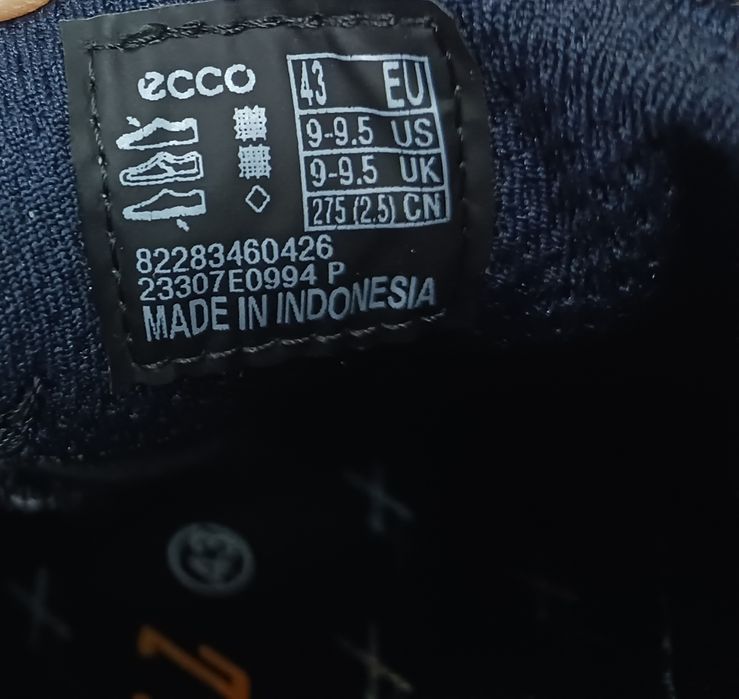 ecco
43 EU
9-9.5 US
9-9.5 UK
275 (2.5) CN
82283460426
23307E0994 P
MADE IN INDONESIA
43